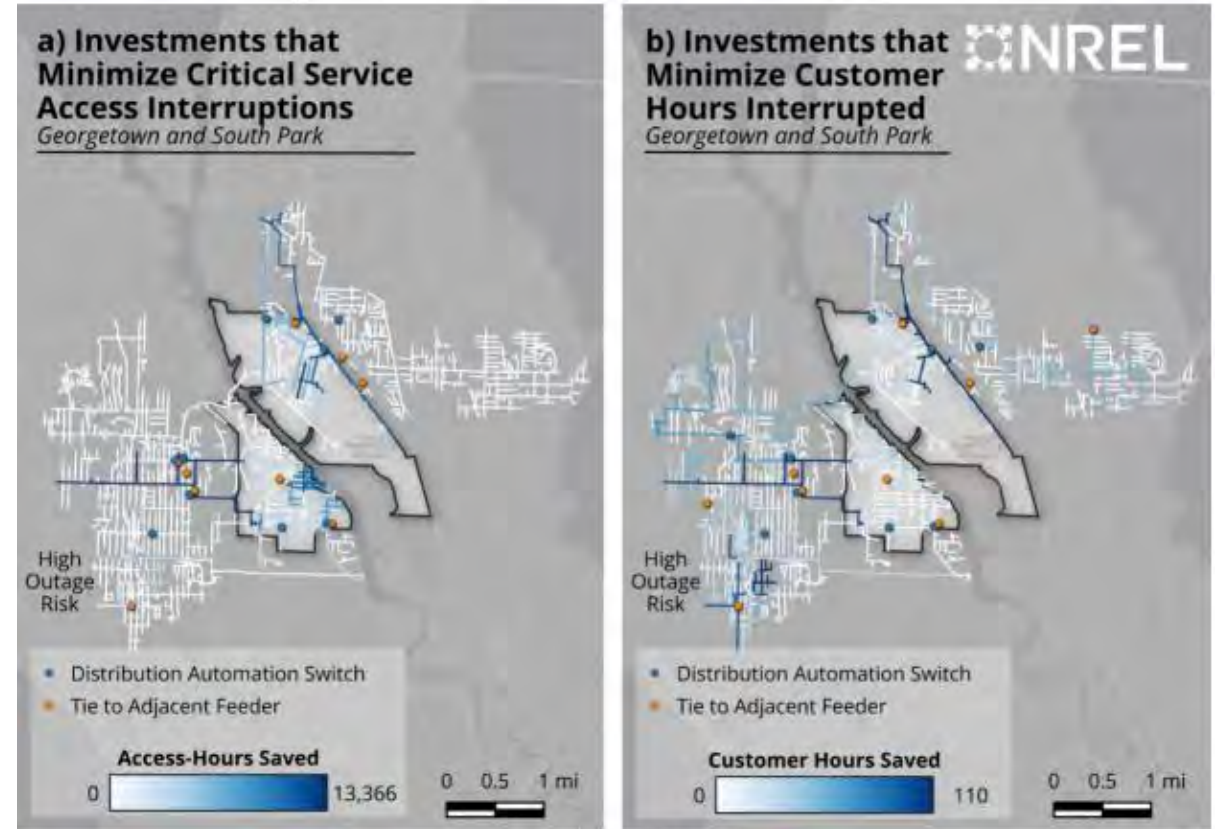 a) Investments that
Minimize Critical Service
Access Interruptions
Georgetown and South Park
High
Outage
Risk
Distribution Automation Switch
Tie to Adjacent Feeder
Access-Hours Saved
0
13,366
0 0.5 1 mi
b) Investments that
Minimize Customer
Hours Interrupted
Georgetown and South Park
NREL
High
Outage
Risk
Distribution Automation Switch
Tie to Adjacent Feeder
Customer Hours Saved
0
110
0 0.5 1 mi